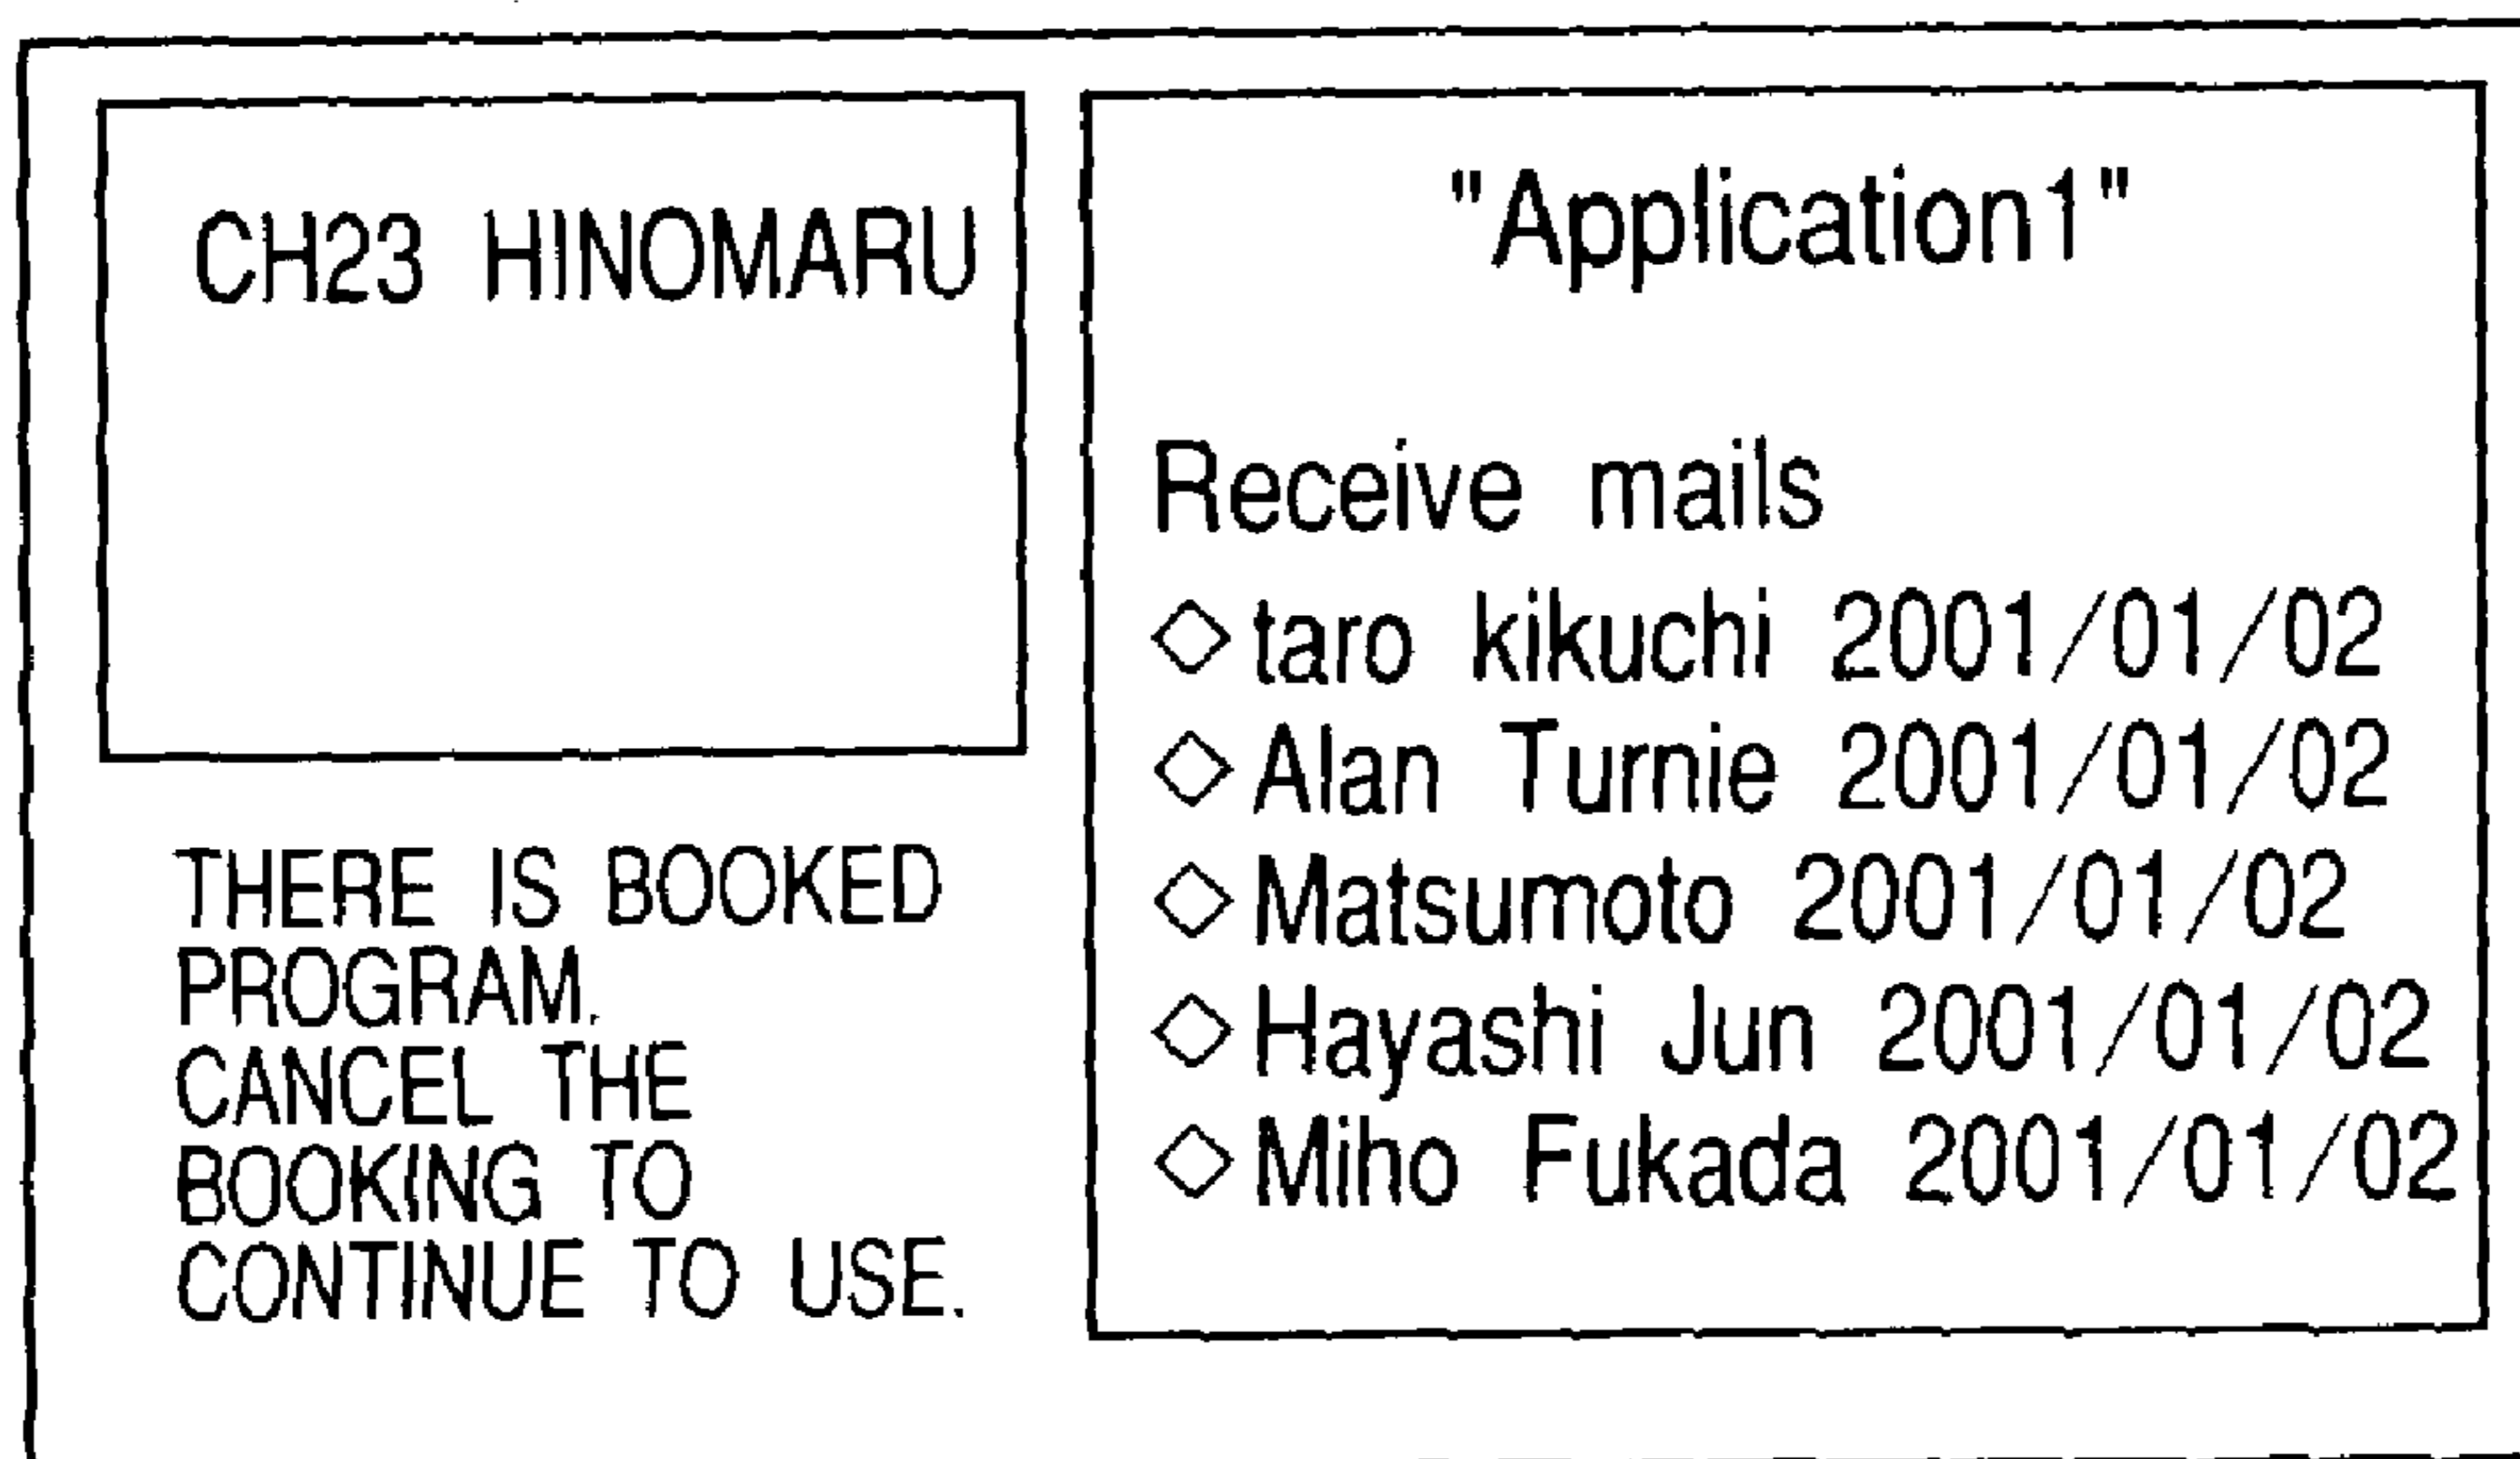 CH23 HINOMARU
THERE IS BOOKED
PROGRAM.
CANCEL THE
BOOKING TO
CONTINUE TO USE.
"Application1"
Receive mails
◇taro kikuchi 2001/01/02
◇Alan Turnie 2001/01/02
◇Matsumoto 2001/01/02
◇Hayashi Jun 2001/01/02
◇Miho Fukada 2001/01/02